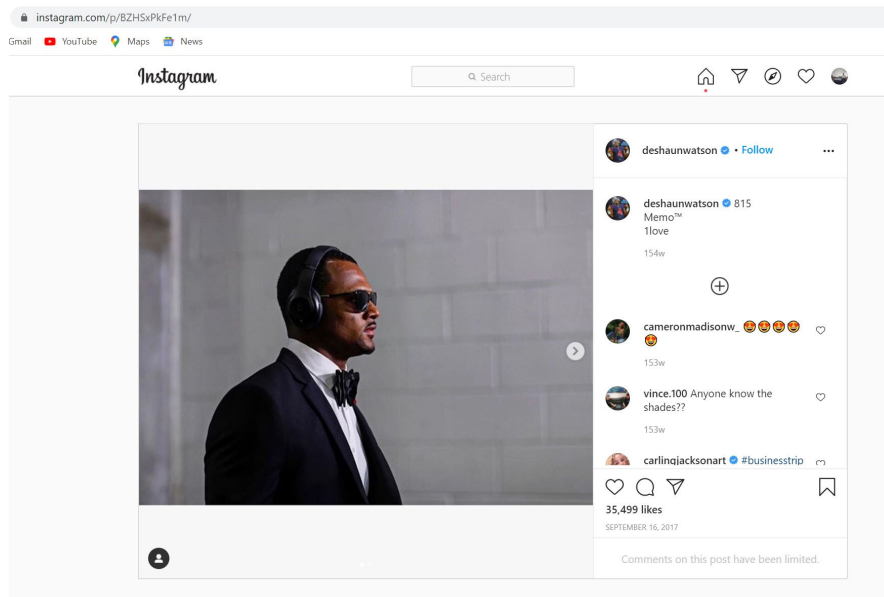 instagram.com/p/BZHSxPkFe1m/
Gmail YouTube Maps News
Instagram
Search
deshaunwatson • Follow
deshaunwatson 815
Memo™
1love
154w
cameronmadisonw_ 🤩🤩🤩🤩
🤩
153w
vince.100 Anyone know the
shades??
153w
carlingjacksonart #businesstrip
35,499 likes
SEPTEMBER 16, 2017
Comments on this post have been limited.